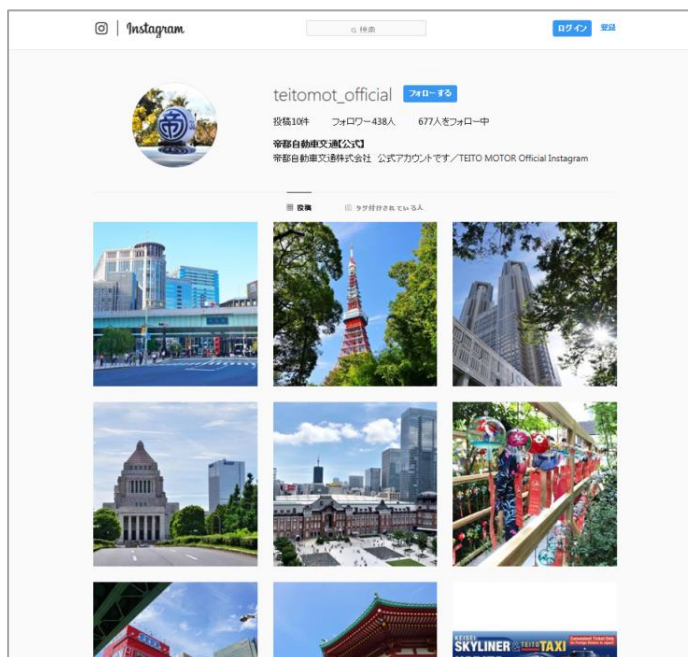 Instagram
検索
ログイン
登録
teitomot_official
フォローする
投稿10件 フォロワー438人 677人をフォロー中
帝都自動車交通【公式】
帝都自動車交通株式会社 公式アカウントです／TEITO MOTOR Official Instagram
投稿
タグ付けされている人
帝
KEISEI
SKYLINER & TEITO TAXI